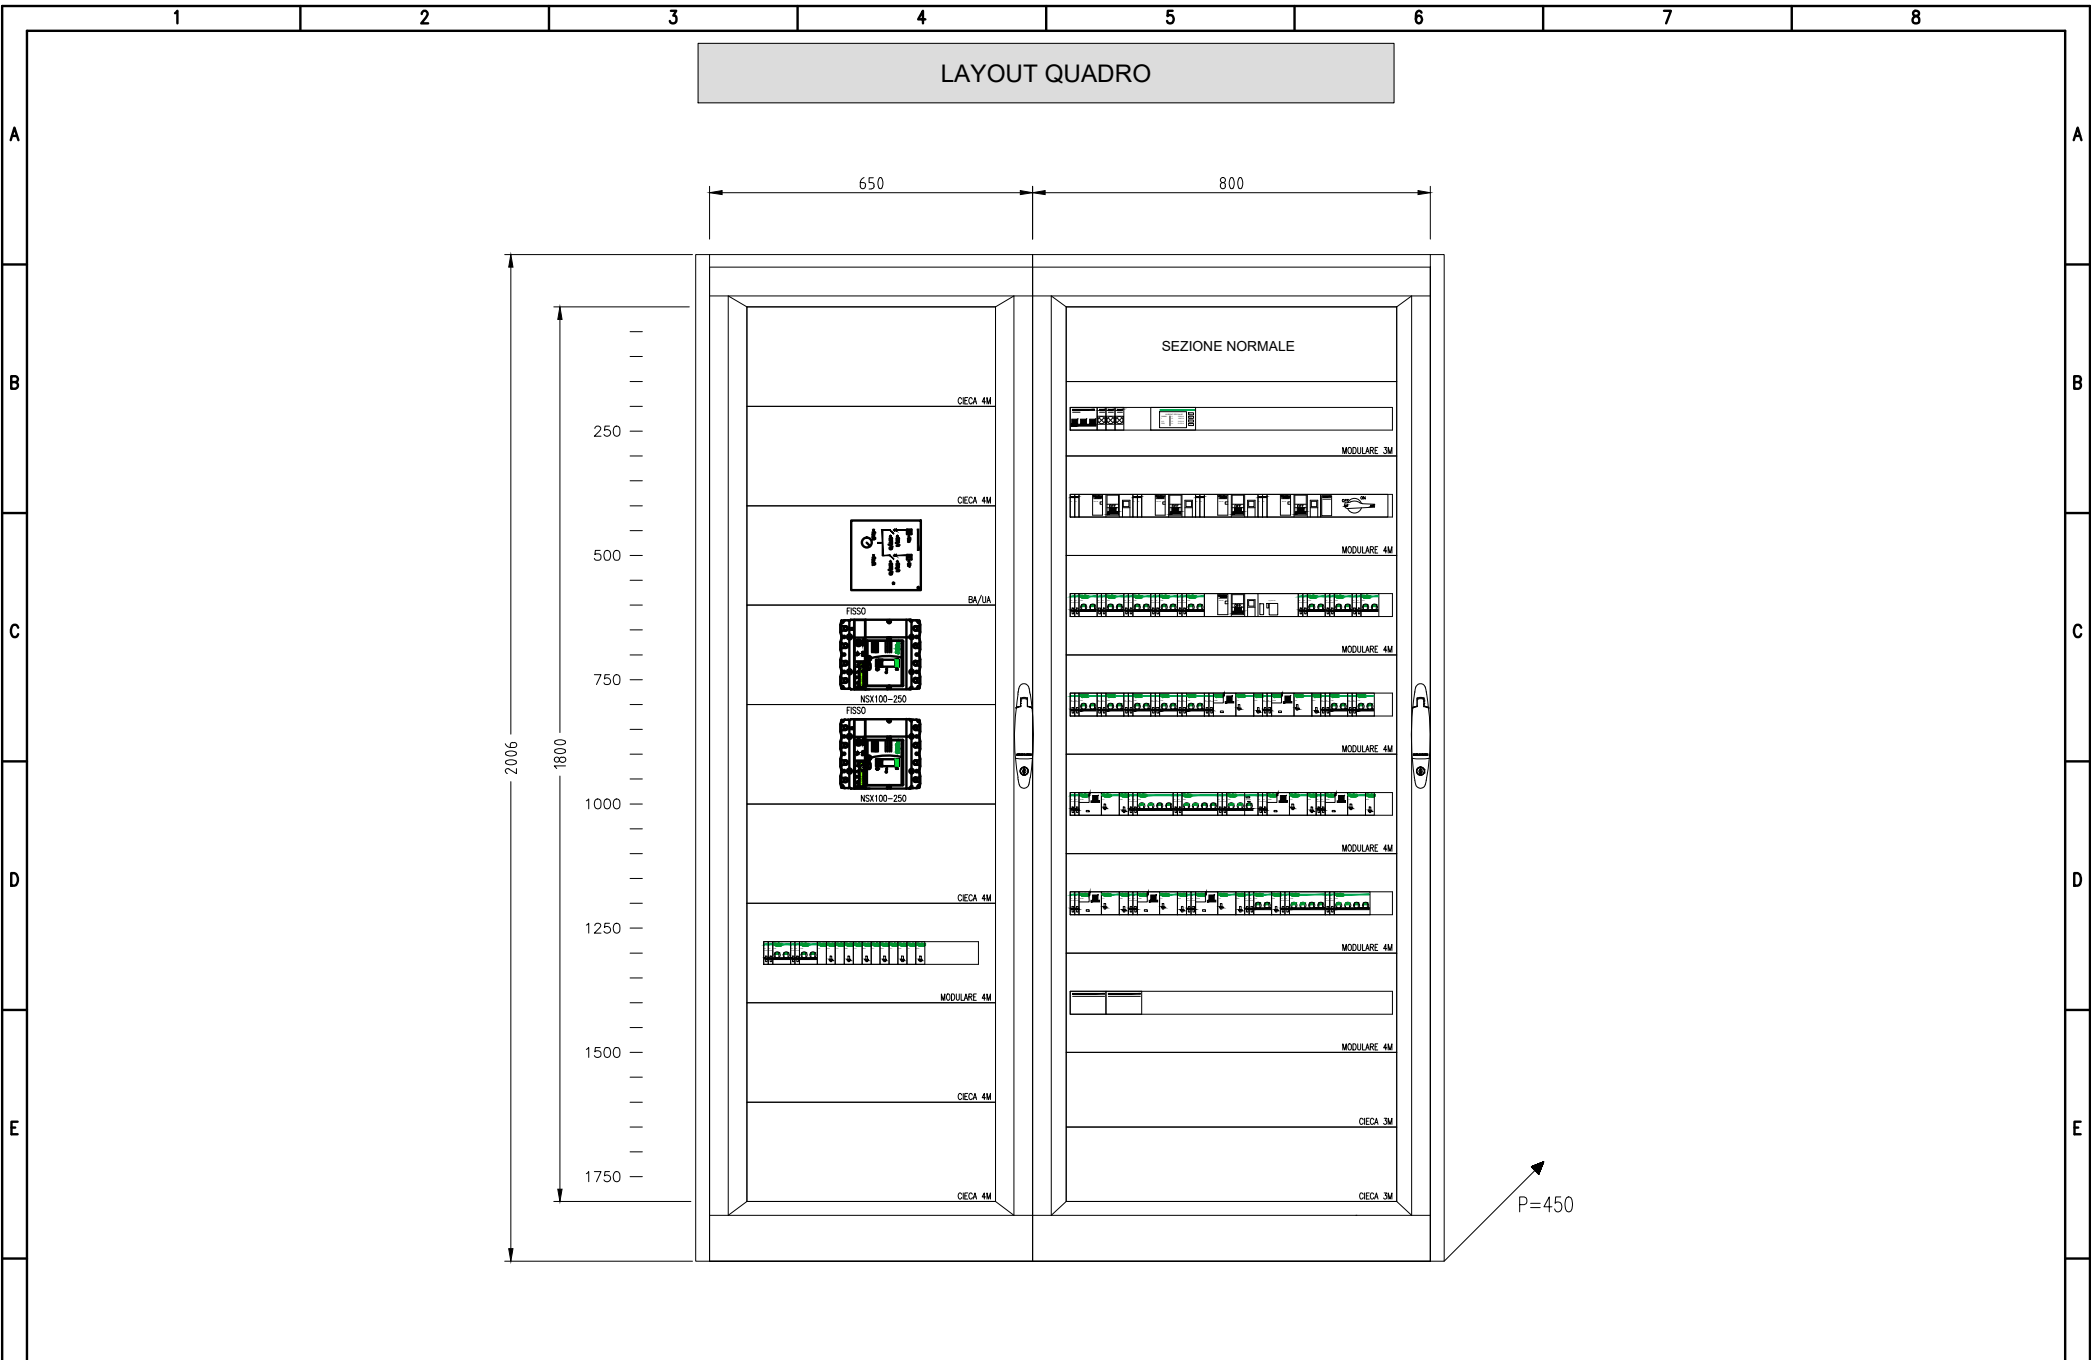 1 2 3 4 5 6 7 8
LAYOUT QUADRO
A A
650 800
SEZIONE NORMALE
B B
CIECA 4M
250
MODULARE 3M
CIECA 4M
ON
500
MODULARE 4M
BA/UA
FISSO
C C
MODULARE 4M
750
NSX100-250
FISSO
2006
1800
MODULARE 4M
NSX100-250
1000
MODULARE 4M
D D
CIECA 4M
1250
MODULARE 4M
MODULARE 4M
1500
MODULARE 4M
CIECA 4M
CIECA 3M
E E
1750
CIECA 4M
CIECA 3M
P=450